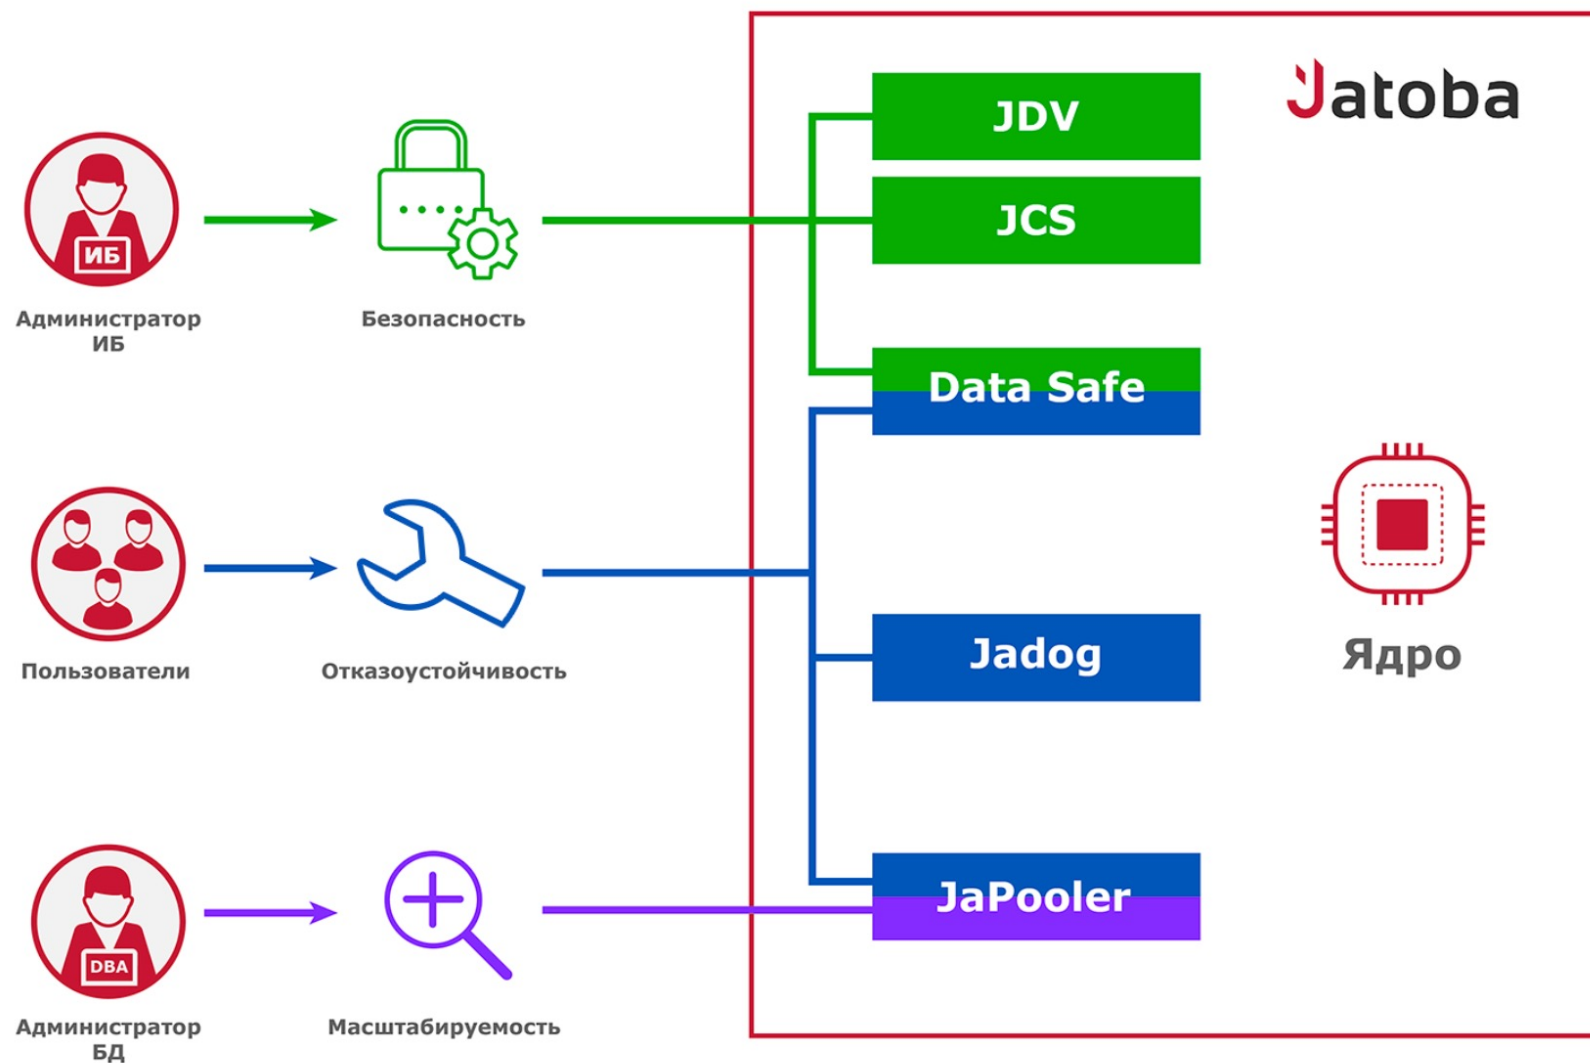 Jatoba
JDV
JCS
ИБ
Администратор
ИБ
Безопасность
Data Safe
Пользователи
Отказоустойчивость
Jadog
Ядро
JaPooler
DBA
Администратор
БД
Масштабируемость